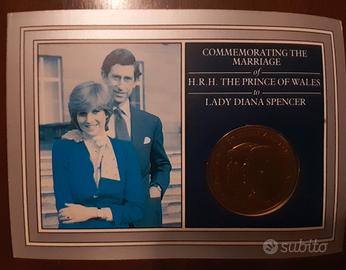 COMMEMORATING THE
MARRIAGE
of
H.R.H. THE PRINCE OF WALES
to
LADY DIANA SPENCER
subito